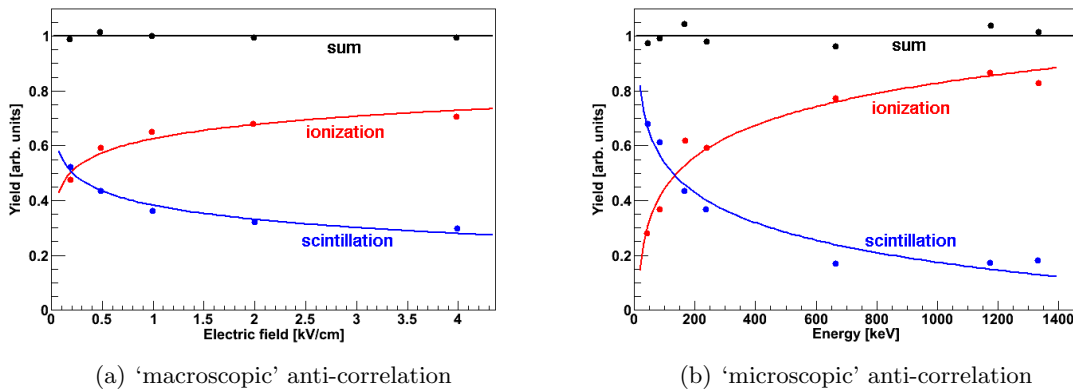 Yield [arb. units]
1
0.8
0.6
0.4
0.2
0
sum
ionization
scintillation
0 0.5 1 1.5 2 2.5 3 3.5 4
Electric field [kV/cm]
(a) ‘macroscopic’ anti-correlation
Yield [arb. units]
1
0.8
0.6
0.4
0.2
0
sum
ionization
scintillation
0 200 400 600 800 1000 1200 1400
Energy [keV]
(b) ‘microscopic’ anti-correlation